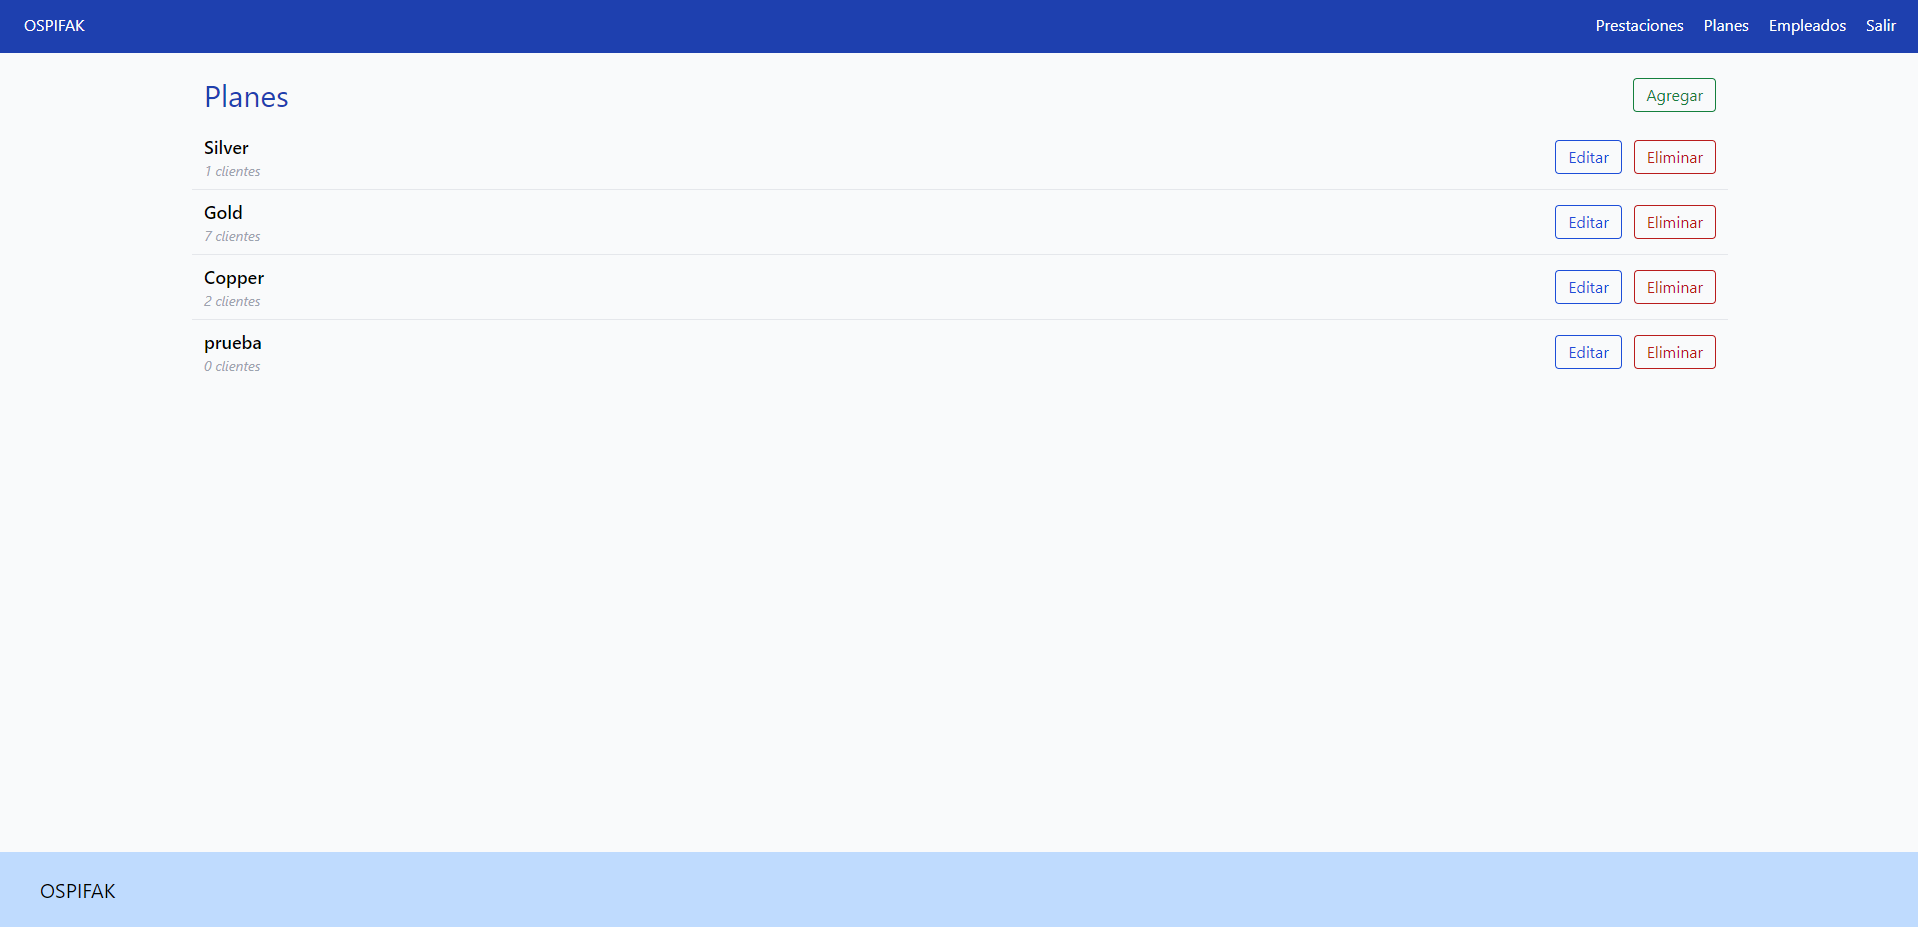 OSPIFAK Prestaciones Planes Empleados Salir
Planes Agregar
Silver
1 clientes
Editar Eliminar
Gold
7 clientes
Editar Eliminar
Copper
2 clientes
Editar Eliminar
prueba
0 clientes
Editar Eliminar
OSPIFAK